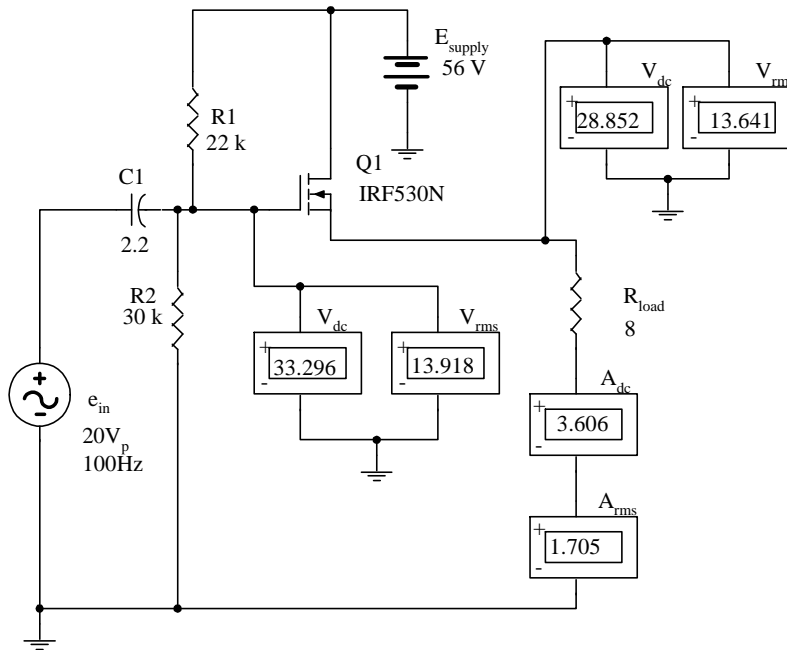 E supply
56 V
V dc
V rm
+
28.852
-
+
13.641
-
R1
22 k
Q1
IRF530N
C1
2.2
R2
30 k
V dc
V rms
+
33.296
-
+
13.918
-
R load
8
e in
20V p
100Hz
A dc
+
3.606
-
A rms
+
1.705
-